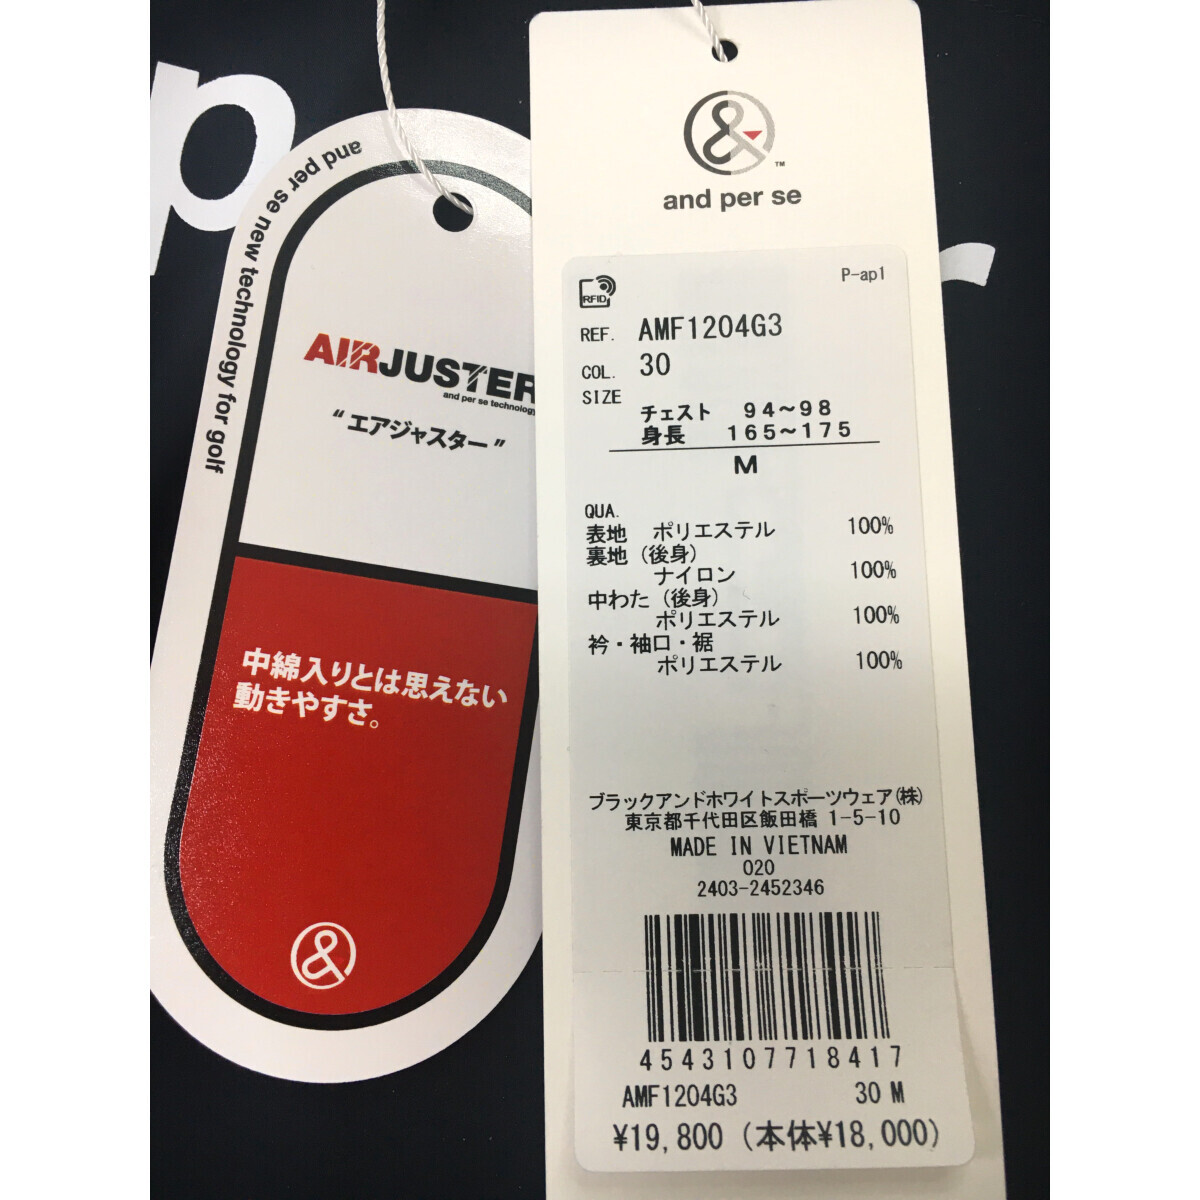 p
and per se new technology for golf
AIRJUSTER
and per se technology
“エアジャスター”
中綿入りとは思えない
動きやすさ。
&
&
TM
and per se
P-ap1
RFID
REF. AMF1204G3
COL. 30
SIZE
チェスト 94～98
身長 165～175
M
QUA.
表地 ポリエステル 100%
裏地(後身)
ナイロン 100%
中わた(後身)
ポリエステル 100%
衿・袖口・裾
ポリエステル 100%
ブラックアンドホワイトスポーツウェア(株)
東京都千代田区飯田橋 1-5-10
MADE IN VIETNAM
020
2403-2452346
4543107718417
AMF1204G3 30 M
¥19,800 (本体¥18,000)